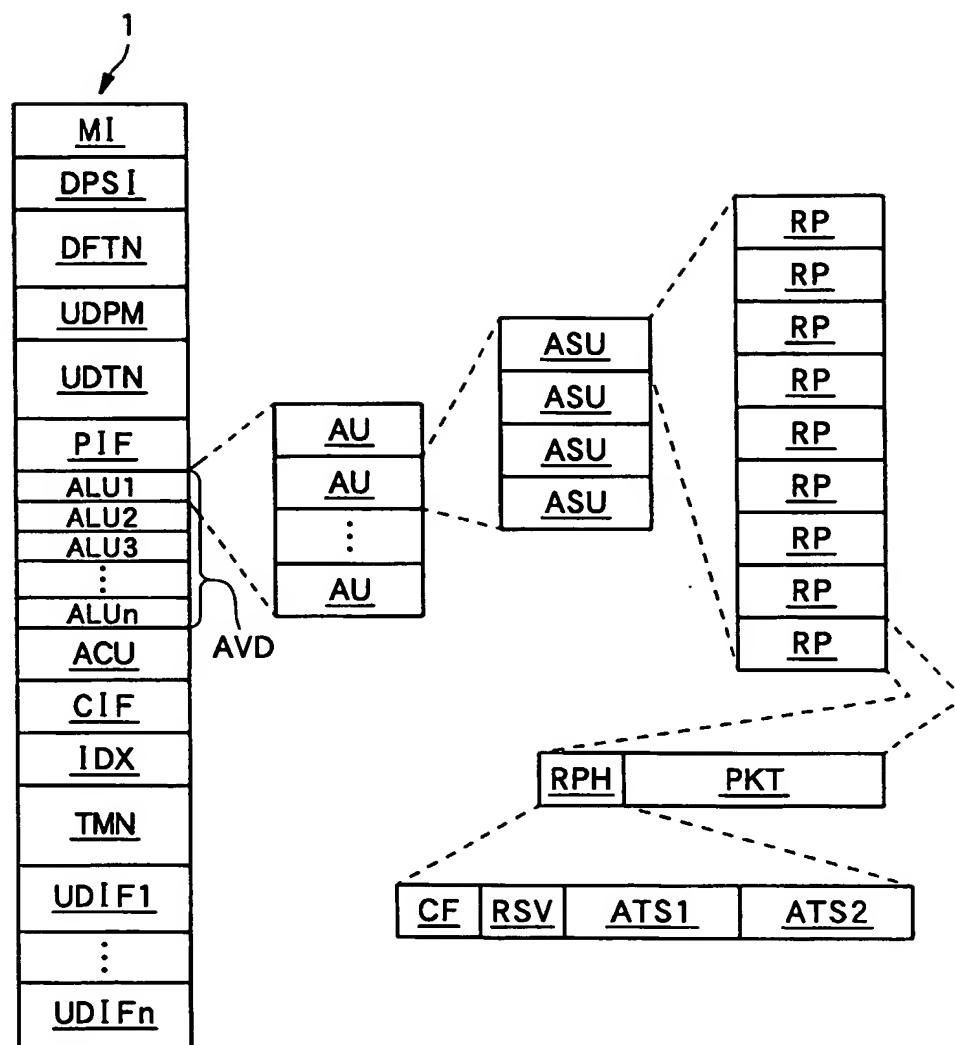 1
MI
DPSI
DFTN
UDPM
UDTN
PIF
ALU1
ALU2
ALU3
⋮
ALUn
ACU
CIF
IDX
TMN
UDIF1
⋮
UDIFn
AVD
AU
AU
⋮
AU
ASU
ASU
ASU
ASU
RP
RP
RP
RP
RP
RP
RP
RP
RP
RPH PKT
CF RSV ATS1 ATS2